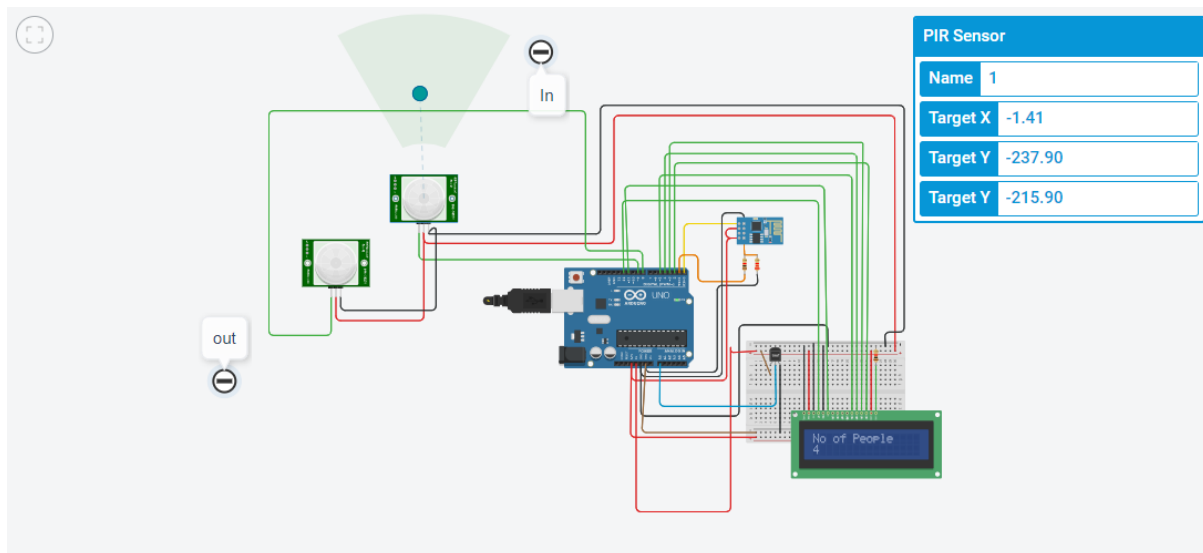 PIR Sensor
Name 1
Target X -1.41
Target Y -237.90
Target Y -215.90
In
out
UNO
ARDUINO
No of People
4